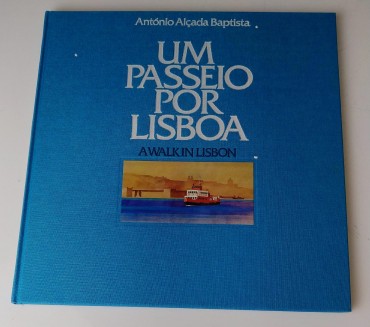 António Alçada Baptista
UM
PASSEIO
POR
LISBOA
A WALK IN LISBON